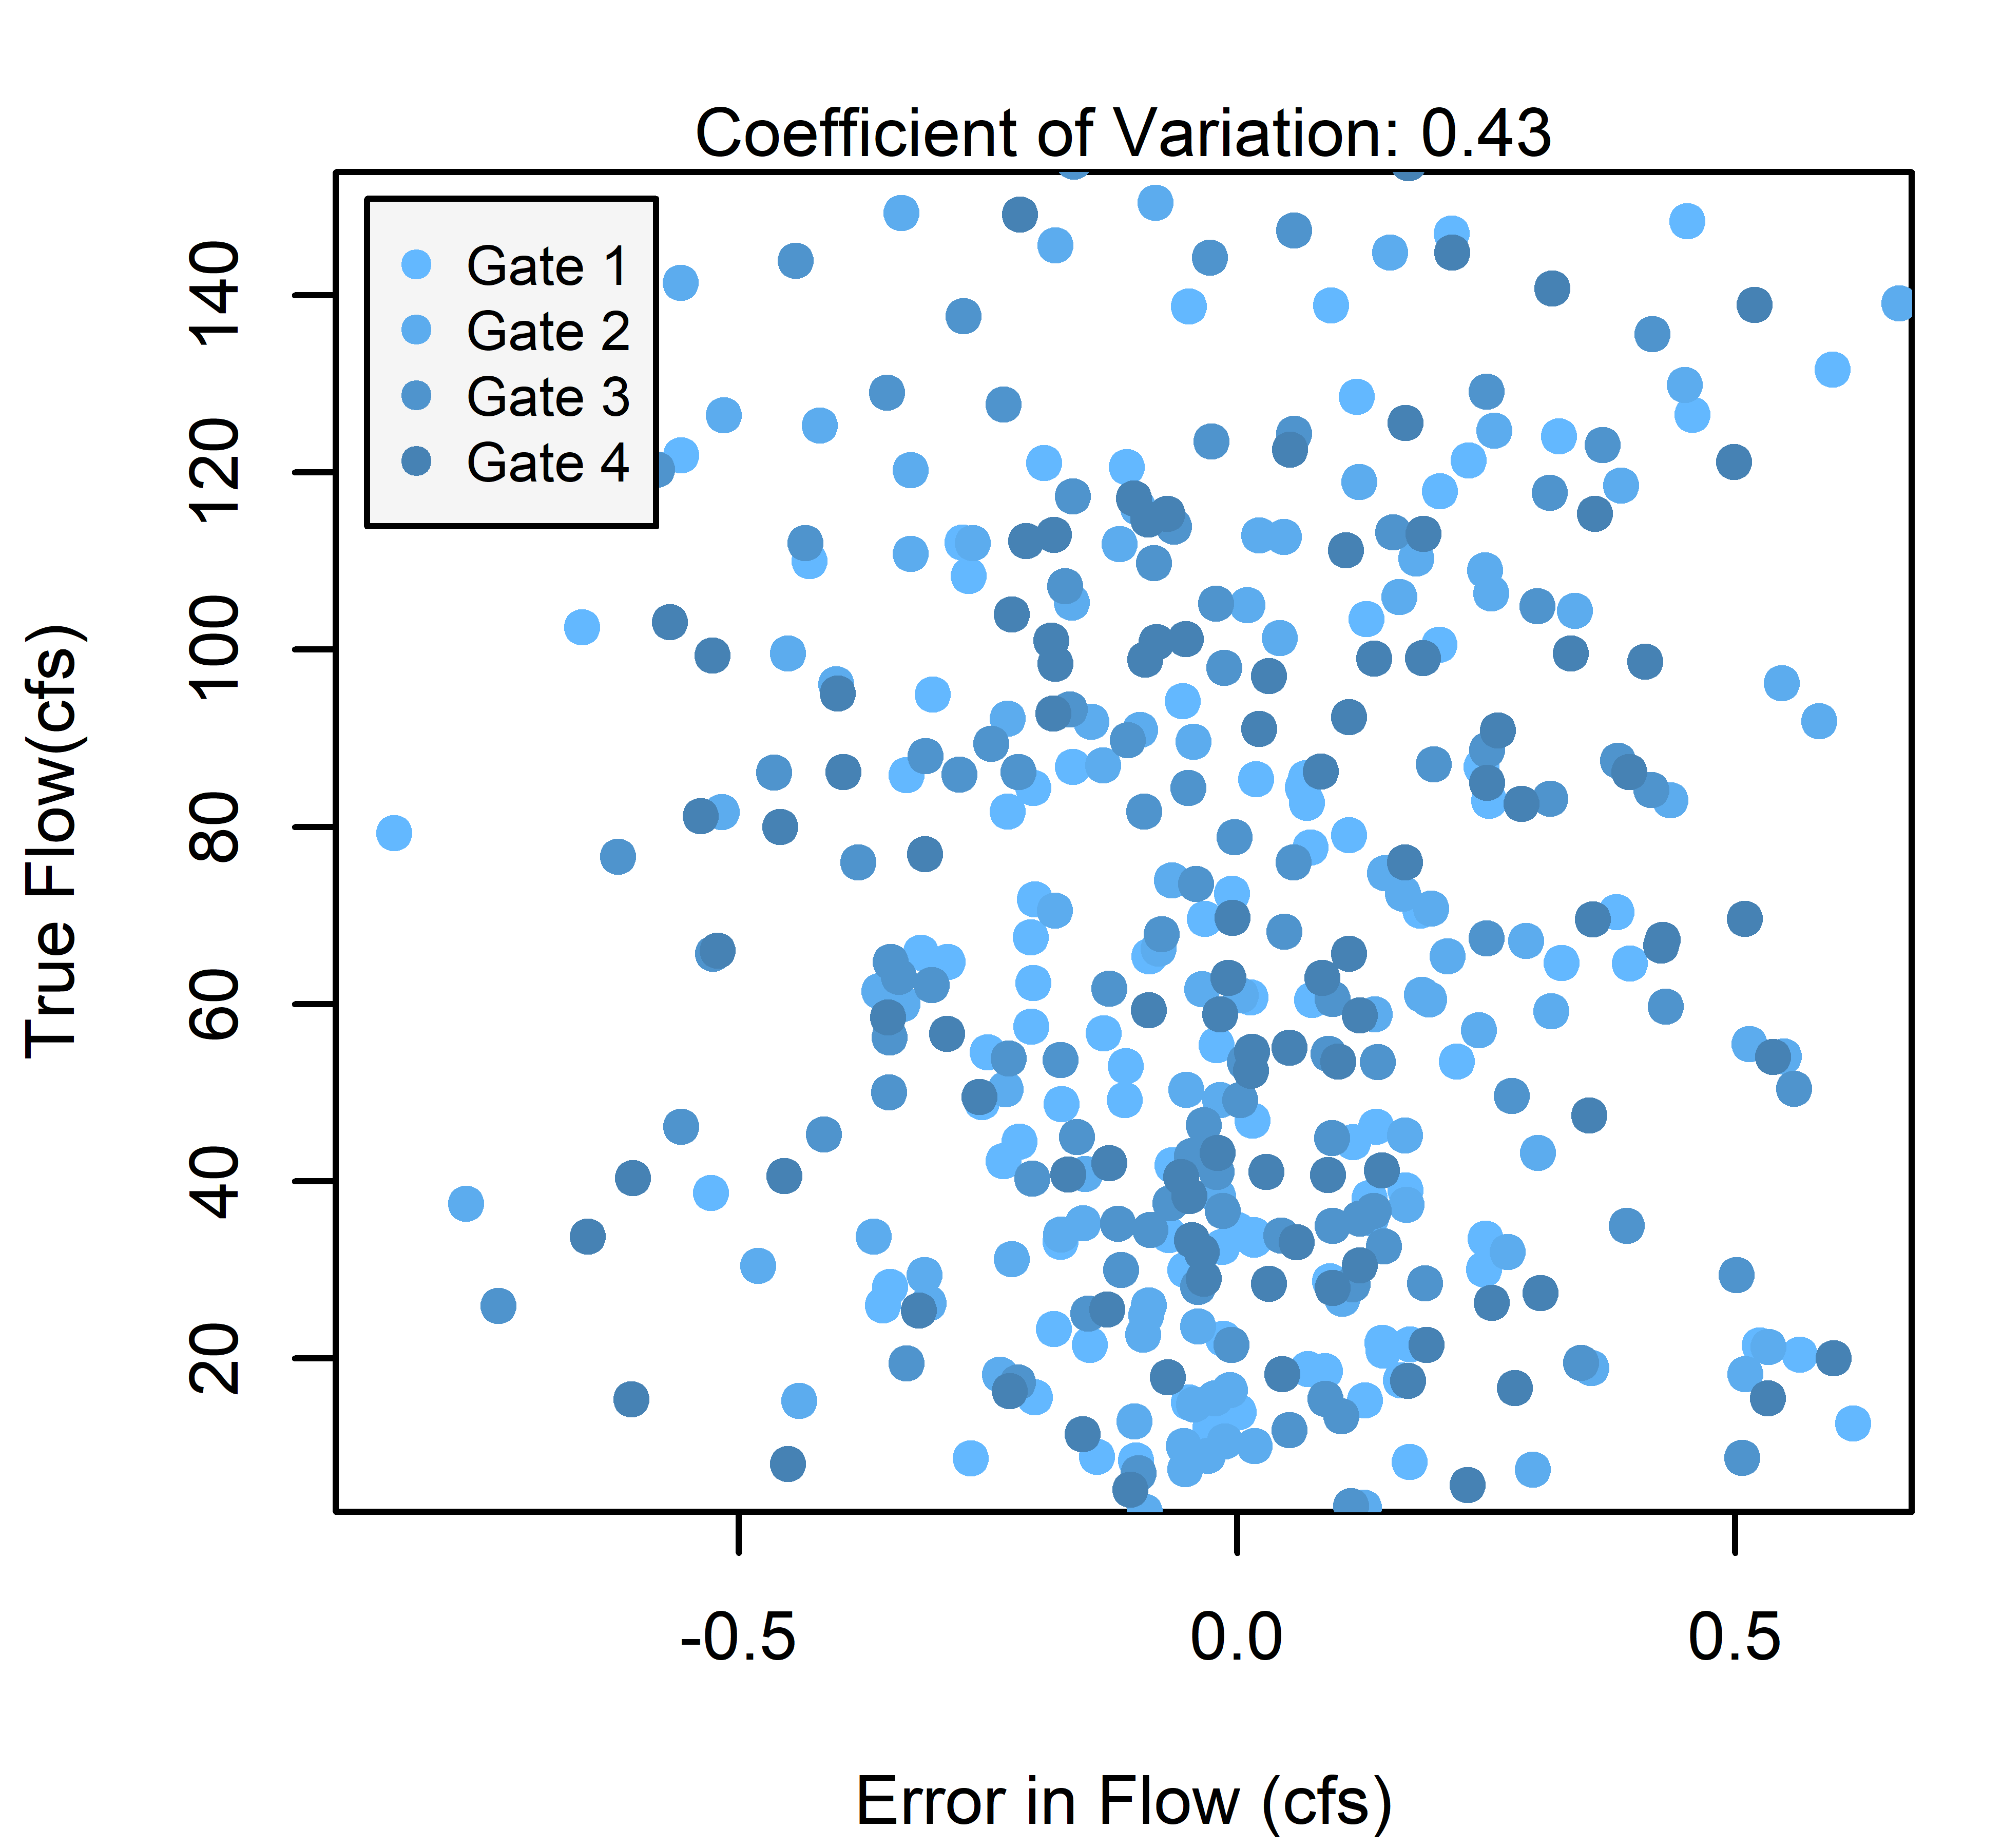 Coefficient of Variation: 0.43
Gate 1
Gate 2
Gate 3
Gate 4
True Flow(cfs)
140
120
100
80
60
40
20
-0.5 0.0 0.5
Error in Flow (cfs)